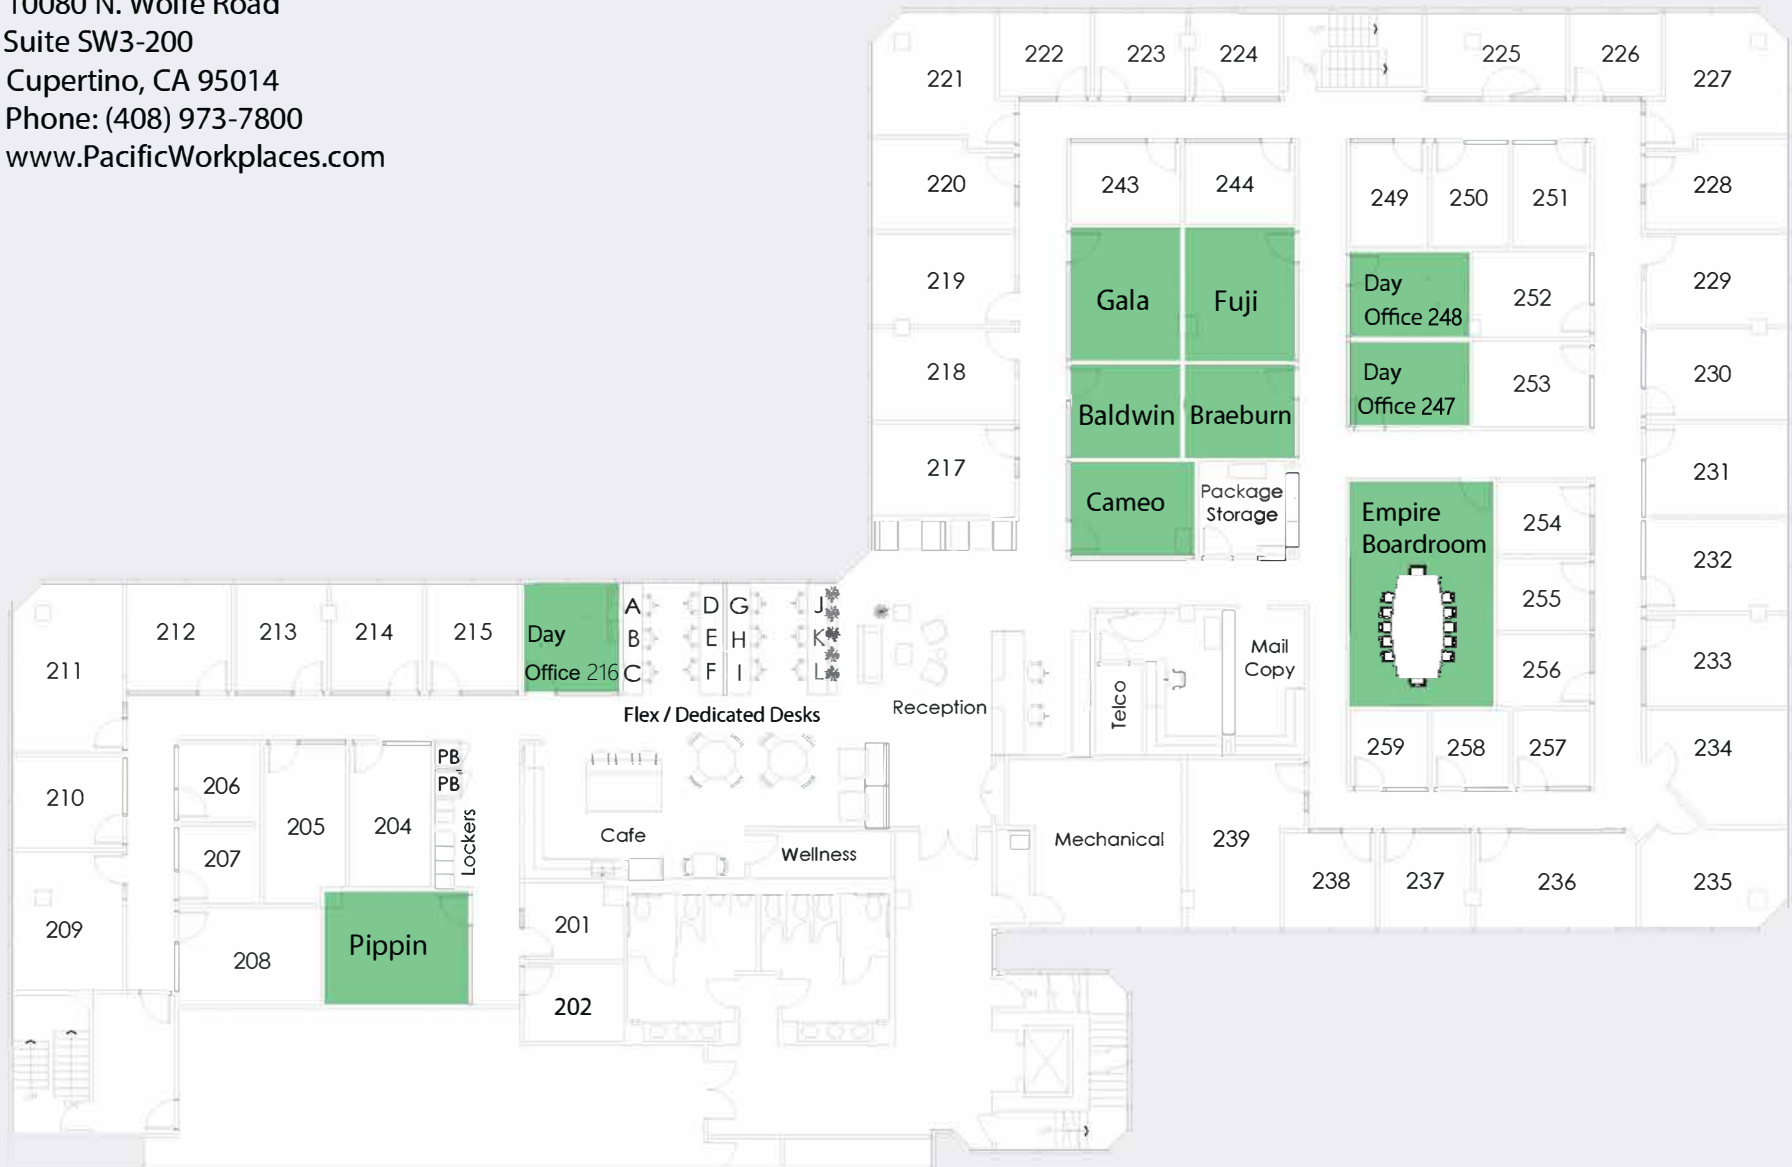 10080 N. Wolfe Road
Suite SW3-200
Cupertino, CA 95014
Phone: (408) 973-7800
www.PacificWorkplaces.com
221
222
223
224
225
226
227
220
243
244
249
250
251
228
219
Gala
Fuji
Day
Office 248
252
229
218
Baldwin
Braeburn
Day
Office 247
253
230
217
Cameo
Package
Storage
Empire
Boardroom
254
231
255
232
256
233
211
212
213
214
215
Day
Office 216
A
B
C
D
E
F
G
H
I
J
K
L
Flex / Dedicated Desks
Reception
Telco
Mail
Copy
259
258
257
234
210
206
205
204
PB
PB
Lockers
207
Cafe
Wellness
Mechanical
239
238
237
236
235
209
208
Pippin
201
202